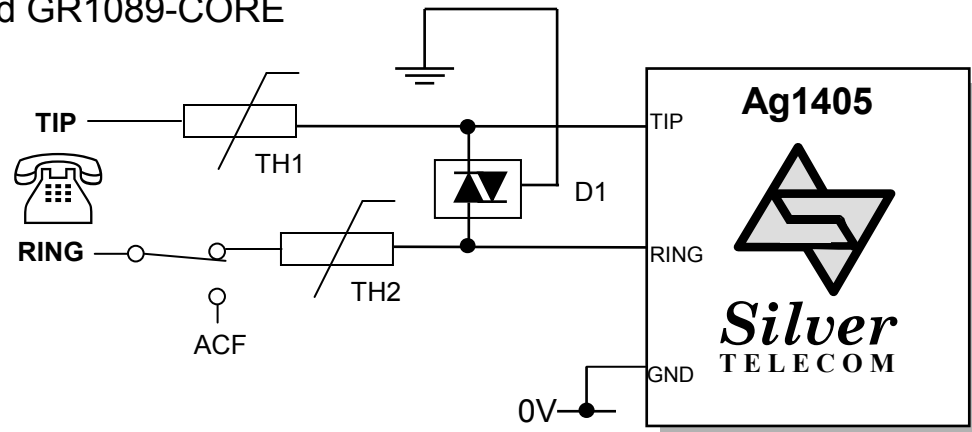 d GR1089-CORE
TIP
TH1
Ag1405
TIP
D1
RING
TH2
RING
ACF
Silver
TELECOM
GND
0V